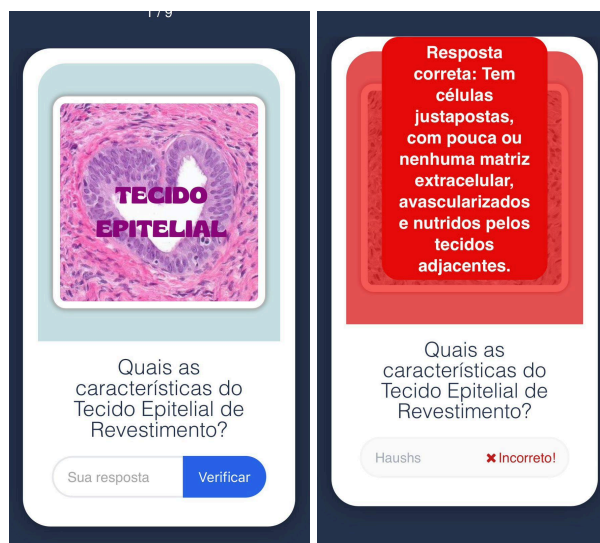 1 / 9
TECIDO
EPITELIAL
Quais as
características do
Tecido Epitelial de
Revestimento?
Sua resposta
Verificar
Resposta
correta: Tem
células
justapostas,
com pouca ou
nenhuma matriz
extracelular,
avascularizados
e nutridos pelos
tecidos
adjacentes.
Quais as
características do
Tecido Epitelial de
Revestimento?
Haushs
✖ Incorreto!